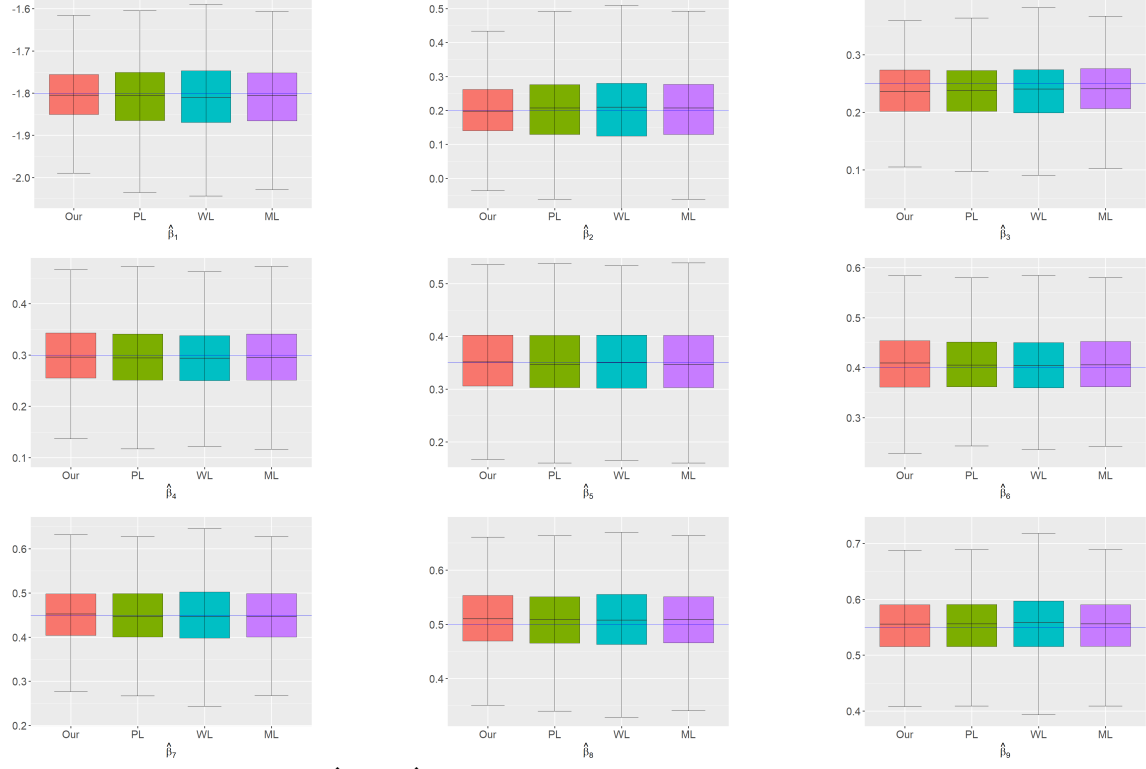 -1.6
-1.7
-1.8
-1.9
-2.0
Our PL WL ML
β̂₁
0.5
0.4
0.3
0.2
0.1
0.0
Our PL WL ML
β̂₂
0.3
0.2
0.1
Our PL WL ML
β̂₃
0.4
0.3
0.2
0.1
Our PL WL ML
β̂₄
0.5
0.4
0.3
0.2
Our PL WL ML
β̂₅
0.6
0.5
0.4
0.3
Our PL WL ML
β̂₆
0.6
0.5
0.4
0.3
0.2
Our PL WL ML
β̂₇
0.6
0.5
0.4
Our PL WL ML
β̂₈
0.7
0.6
0.5
0.4
Our PL WL ML
β̂₉